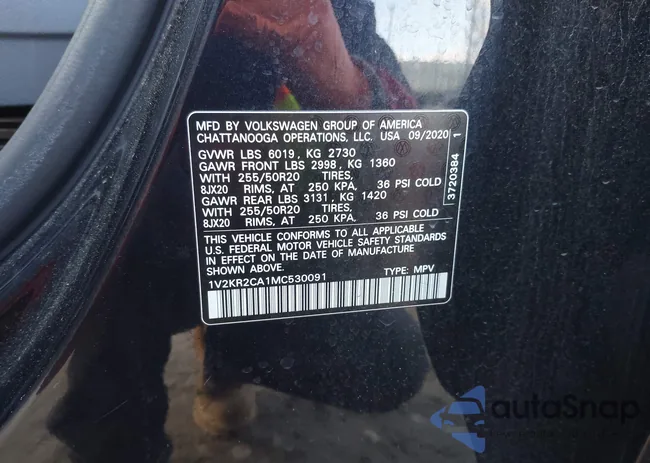 MFD BY VOLKSWAGEN GROUP OF AMERICA
CHATTANOOGA OPERATIONS, LLC. USA 09/2020
GVWR LBS 6019, KG 2730
GAWR FRONT LBS 2998, KG 1360
WITH 255/50R20 TIRES,
8JX20 RIMS, AT 250 KPA, 36 PSI COLD
GAWR REAR LBS 3131, KG 1420
WITH 255/50R20 TIRES,
8JX20 RIMS, AT 250 KPA, 36 PSI COLD
THIS VEHICLE CONFORMS TO ALL APPLICABLE
U.S. FEDERAL MOTOR VEHICLE SAFETY STANDARDS
IN EFFECT ON THE DATE OF MANUFACTURE
SHOWN ABOVE.
1V2KR2CA1MC530091 TYPE: MPV
3720384 1
autoSnap